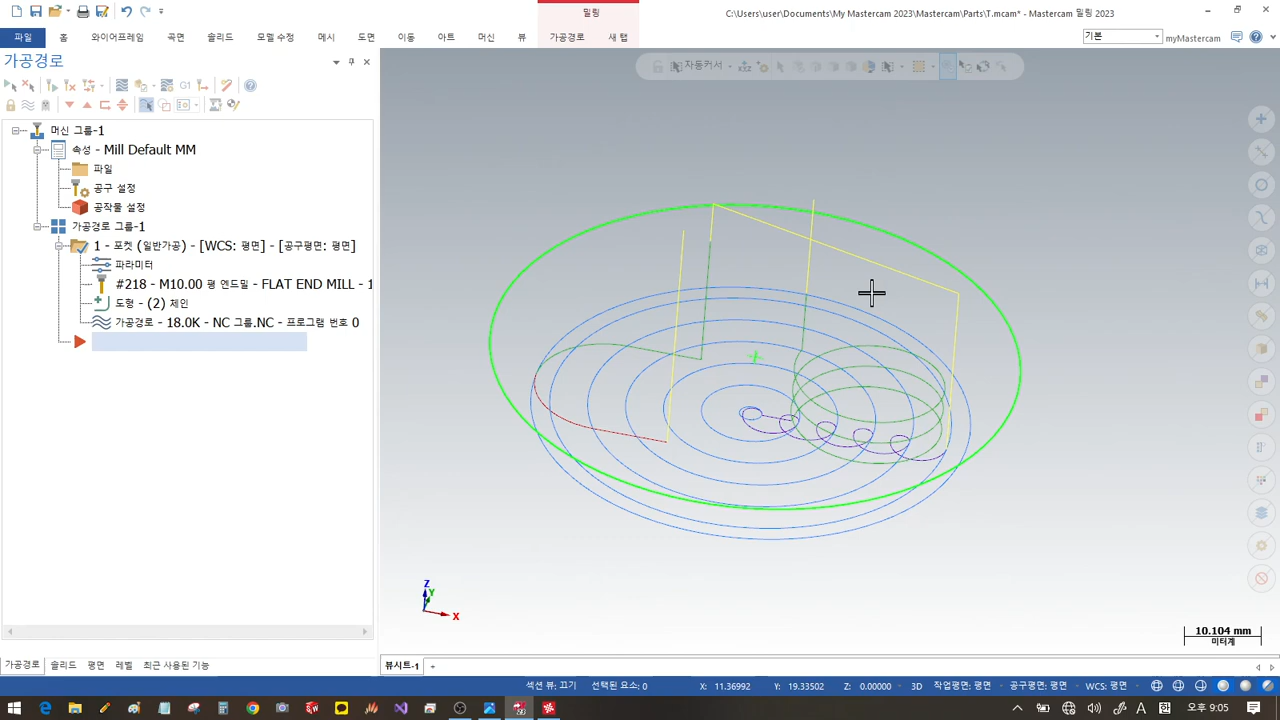 밀링
C:\Users\user\Documents\My Mastercam 2023\Mastercam\Parts\T.mcam* - Mastercam 밀링 2023
파일 홈 와이어프레임 곡면 솔리드 모델 수정 메시 도면 이동 아트 머신 뷰 가공경로 새 탭
기본 myMastercam
가공경로
자동커서
G1
머신 그룹-1
속성 - Mill Default MM
파일
공구 설정
공작물 설정
가공경로 그룹-1
1 - 포켓 (일반가공) - [WCS: 평면] - [공구평면: 평면]
파라미터
#218 - M10.00 평 엔드밀 - FLAT END MILL - 1
도형 - (2) 체인
가공경로 - 18.0K - NC 그룹.NC - 프로그램 번호 0
Z
Y
X
10.104 mm
미터계
가공경로 솔리드 평면 레벨 최근 사용된 기능
뷰시트-1 +
섹션 뷰: 끄기 선택된 요소: 0 X: 11.36992 Y: 19.33502 Z: 0.00000 3D 작업평면: 평면 공구평면: 평면 WCS: 평면
A 한 오후 9:05